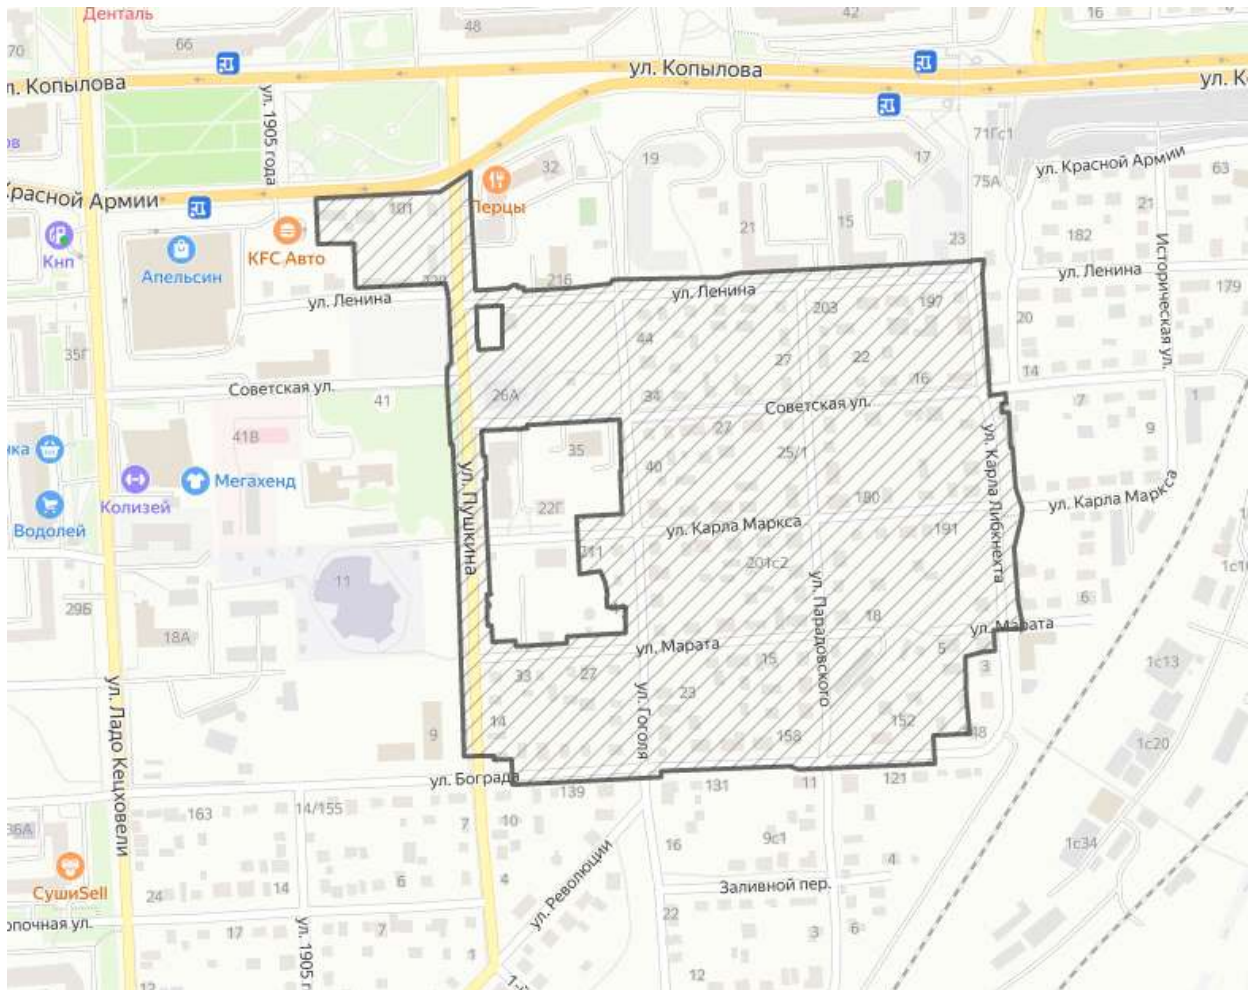 Денталь
16
42
48
66
70
ул. Копылова
ул. Копылова
ул. К
ул. 1905 года
71Гс1
17
32
19
75А
ул. Красной Армии
63
Красной Армии
101
Перцы
21
15
23
182
21
Историческая ул.
КFC Авто
Кнп
Апельсин
216
ул. Ленина
ул. Ленина
179
ул. Ленина
203
197
20
44
35Г
27
22
14
16
Советская ул.
41
26А
34
Советская ул.
7
1
27
9
41В
35
25/1
ул. Карла Либкнехта
Мегахенд
40
Колизей
Водолей
22Г
180
ул. Карла Маркса
ул. Пушкина
ул. Карла Маркса
191
211
201с2
11
ул. Парадовского
29Б
6
18А
18
ул. Марата
ул. Марата
5
3
1с13
15
33
27
23
ул. Ладо Кецховели
ул. Гоголя
14
152
158
9
1с20
ул. Бограда
139
131
11
121
163
14/155
7
10
36А
16
9с1
1с34
4
СушиSell
24
14
6
4
ул. Революции
Заливной пер.
22
17
ул. 1905 г
7
1
3
6
12
12